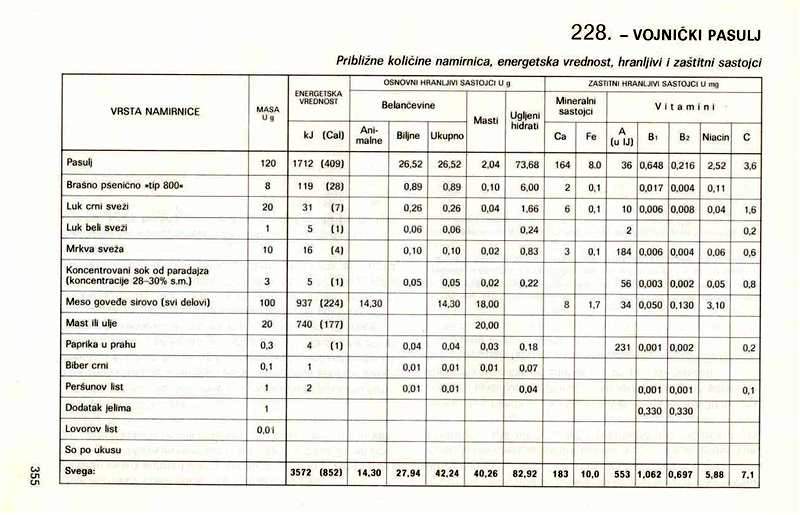 228. – VOJNIČKI PASULJ
Približne količine namirnica, energetska vrednost, hranljivi i zaštitni sastojci
VRSTA NAMIRNICE MASA U g ENERGETSKA VREDNOST OSNOVNI HRANLJIVI SASTOJCI U g ZAŠTITNI HRANLJIVI SASTOJCI U mg
Belančevine Masti Ugljeni hidrati Mineralni sastojci Vitamini
kJ (Cal) Ani-malne Biljne Ukupno Ca Fe A (u IJ) B1 B2 Niacin C
Pasulj 120 1712 (409) 26,52 26,52 2,04 73,68 164 8.0 36 0,648 0,216 2,52 3,6
Brašno pšenično »tip 800« 8 119 (28) 0,89 0,89 0,10 6,00 2 0,1 0,017 0,004 0,11
Luk crni sveži 20 31 (7) 0,26 0,26 0,04 1,66 6 0,1 10 0,006 0,008 0,04 1,6
Luk beli sveži 1 5 (1) 0,06 0,06 0,24 2 0,2
Mrkva sveža 10 16 (4) 0,10 0,10 0,02 0,83 3 0,1 184 0,006 0,004 0,06 0,6
Koncentrovani sok od paradajza
(koncentracije 28–30% s.m.) 3 5 (1) 0,05 0,05 0,02 0,22 56 0,003 0,002 0,05 0,8
Meso goveđe sirovo (svi delovi) 100 937 (224) 14,30 14,30 18,00 8 1,7 34 0,050 0,130 3,10
Mast ili ulje 20 740 (177) 20,00
Paprika u prahu 0,3 4 (1) 0,04 0,04 0,03 0,18 231 0,001 0,002 0,2
Biber crni 0,1 1 0,01 0,01 0,01 0,07
Peršunov list 1 2 0,01 0,01 0,04 0,001 0,001 0,1
Dodatak jelima 1 0,330 0,330
Lovorov list 0,01
So po ukusu
Svega: 3572 (852) 14,30 27,94 42,24 40,26 82,92 183 10,0 553 1,062 0,697 5,88 7,1
355